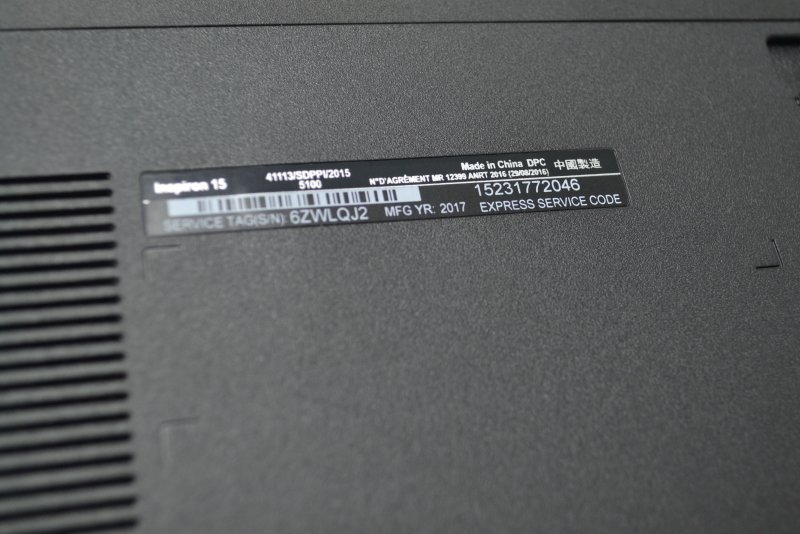 Inspiron 15
41113/SDPPI/2015
5100
Made in China DPC 中國製造
N°D'AGRÉMENT MR 12399 ANRT 2016 (29/08/2016)
15231772046
SERVICE TAG(S/N): 6ZWLQJ2 MFG YR: 2017 EXPRESS SERVICE CODE